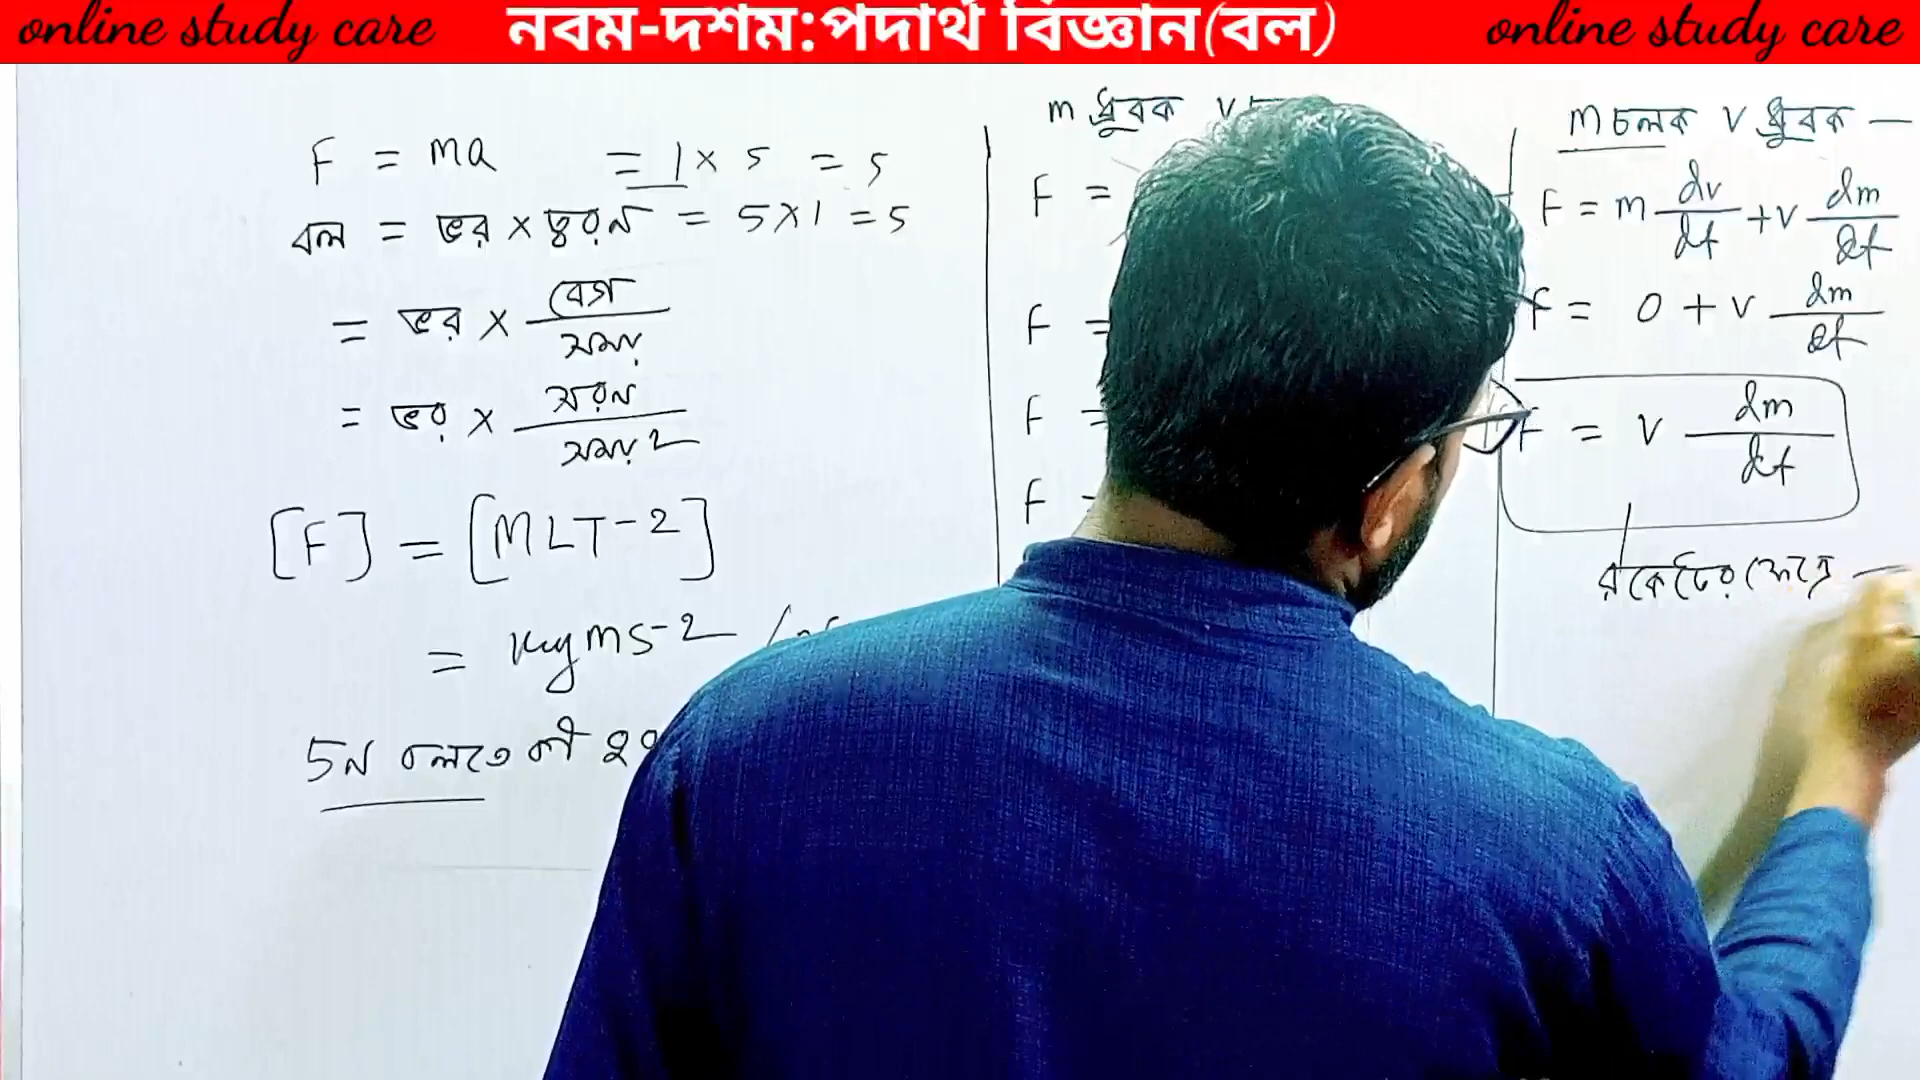 online study care নবম-দশম:পদার্থ বিজ্ঞান(বল) online study care
F = ma = 1 × 5 = 5
বল = ভর × ত্বরন = 5×1 = 5
= ভর × বেগ / সময়
= ভর × সরন / সময়2
[F] = [MLT-2]
= kgms-2
5N বলতে কী
m ধ্রুবক v
F =
F =
F =
F -
m চলক v ধ্রুবক —
F = m dv/dt + v dm/dt
F = 0 + v dm/dt
F = v dm/dt
রকেটের ক্ষেত্রে —